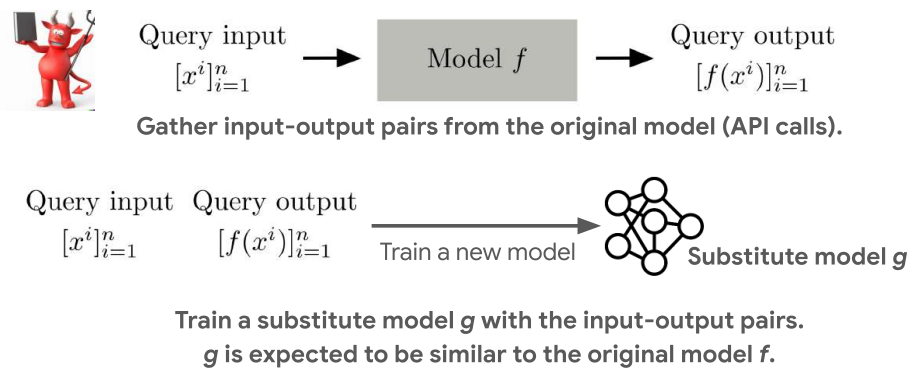 Query input
[x^i]_{i=1}^n
Model f
Query output
[f(x^i)]_{i=1}^n
Gather input-output pairs from the original model (API calls).
Query input
[x^i]_{i=1}^n
Query output
[f(x^i)]_{i=1}^n
Train a new model
Substitute model g
Train a substitute model g with the input-output pairs.
g is expected to be similar to the original model f.